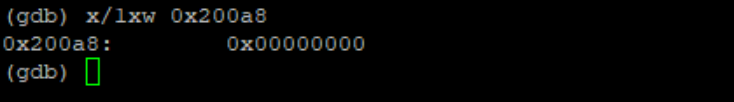 (gdb) x/1xw 0x200a8
0x200a8:        0x00000000
(gdb)